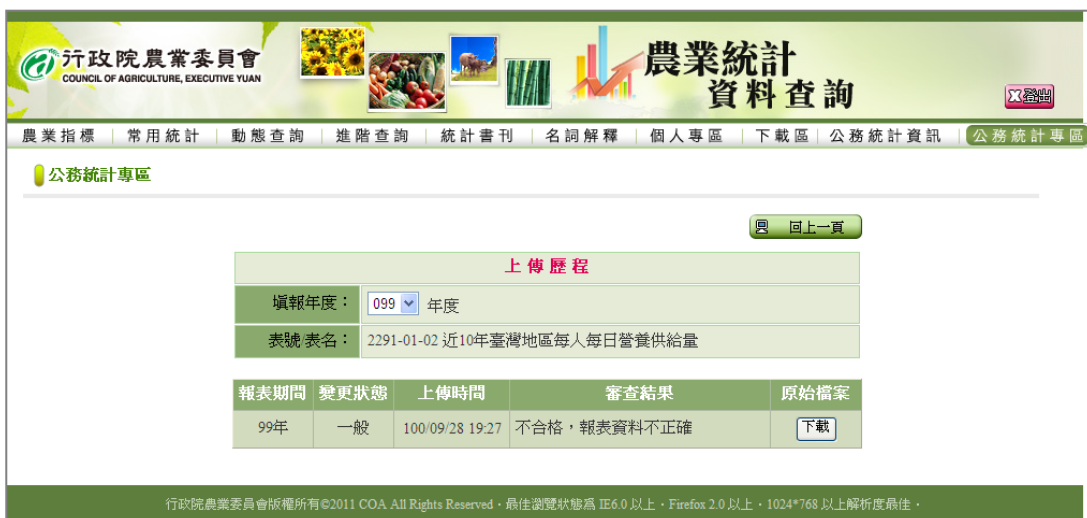 行政院農業委員會
COUNCIL OF AGRICULTURE, EXECUTIVE YUAN
農業統計
資料查詢
登出
農業指標 | 常用統計 | 動態查詢 | 進階查詢 | 統計書刊 | 名詞解釋 | 個人專區 | 下載區 | 公務統計資訊 | 公務統計專區
公務統計專區
回上一頁
上傳歷程
填報年度： 099 年度
表號/表名： 2291-01-02 近10年臺灣地區每人每日營養供給量
報表期間 變更狀態 上傳時間 審查結果 原始檔案
99年 一般 100/09/28 19:27 不合格，報表資料不正確 下載
行政院農業委員會版權所有©2011 COA All Rights Reserved・最佳瀏覽狀態為 IE6.0 以上・Firefox 2.0 以上・1024*768 以上解析度最佳・